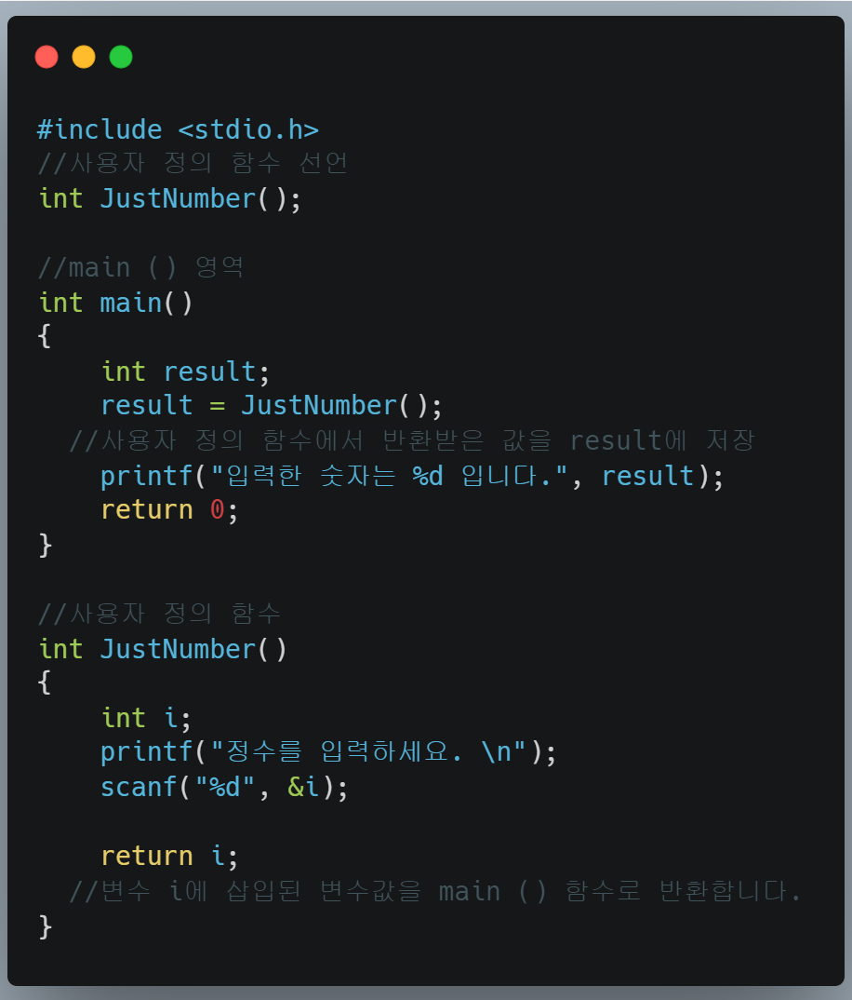 #include <stdio.h>
//사용자 정의 함수 선언
int JustNumber();
//main () 영역
int main()
{
int result;
result = JustNumber();
//사용자 정의 함수에서 반환받은 값을 result에 저장
printf("입력한 숫자는 %d 입니다.", result);
return 0;
}
//사용자 정의 함수
int JustNumber()
{
int i;
printf("정수를 입력하세요. \n");
scanf("%d", &i);
return i;
//변수 i에 삽입된 변수값을 main () 함수로 반환합니다.
}